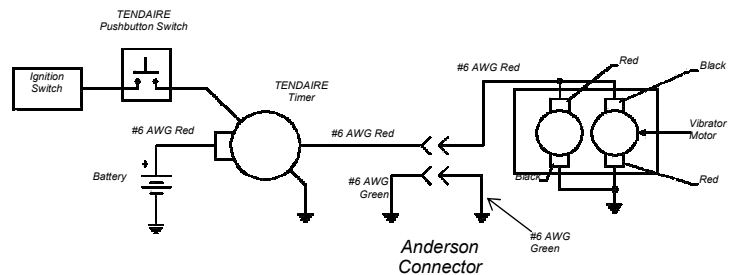 TENDAIRE
Pushbutton Switch
Ignition
Switch
TENDAIRE
Timer
#6 AWG Red
#6 AWG Red
#6 AWG Red
Red
Black
Vibrator
Motor
+
Battery
#6 AWG
Green
Black
Red
#6 AWG
Green
Anderson
Connector